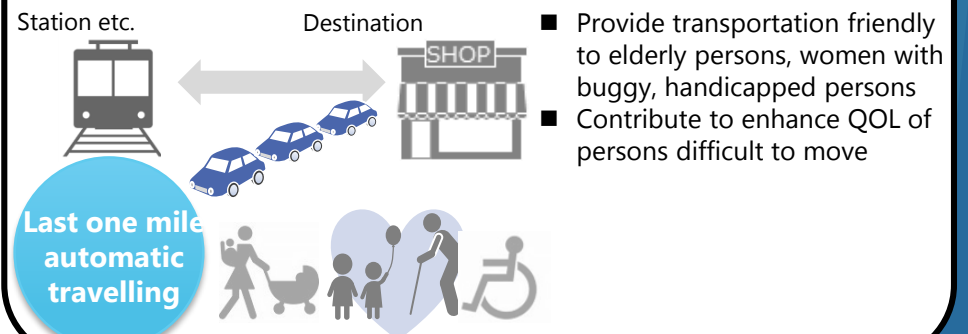 Station etc.
Destination
SHOP
Last one mile
automatic
travelling
■ Provide transportation friendly
to elderly persons, women with
buggy, handicapped persons
■ Contribute to enhance QOL of
persons difficult to move